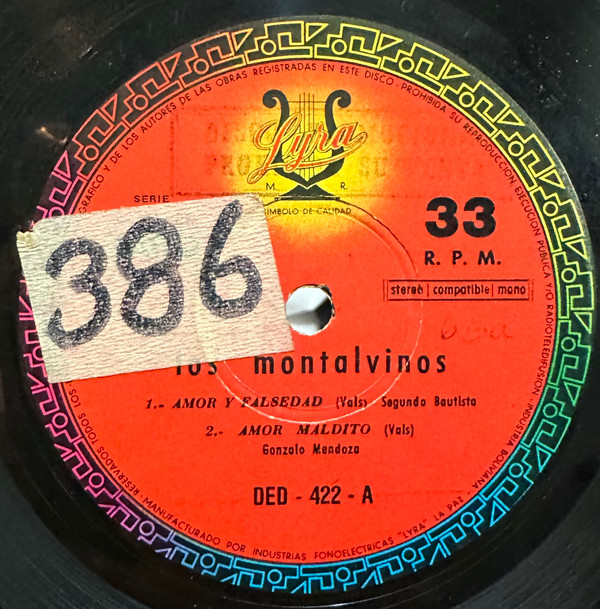 GRAFICO Y DE LOS AUTORES DE LAS OBRAS REGISTRADAS EN ESTE DISCO - PROHIBIDA SU REPRODUCCION EJECUCION PUBLICA Y/O RADIOTELEDIFUSION INDUSTRIA BOLIVIANA
Lyra
M R
SERIE
SIMBOLO DE CALIDAD
33
R. P. M.
stereo | compatible | mono
386
los montalvinos
1.- AMOR Y FALSEDAD (Vals) Segundo Bautista
2.- AMOR MALDITO (Vals)
Gonzalo Mendoza
DED - 422 - A
RESERVADOS TODOS LOS
MANUFACTURADO POR INDUSTRIAS FONOELECTRICAS "LYRA" LA PAZ -